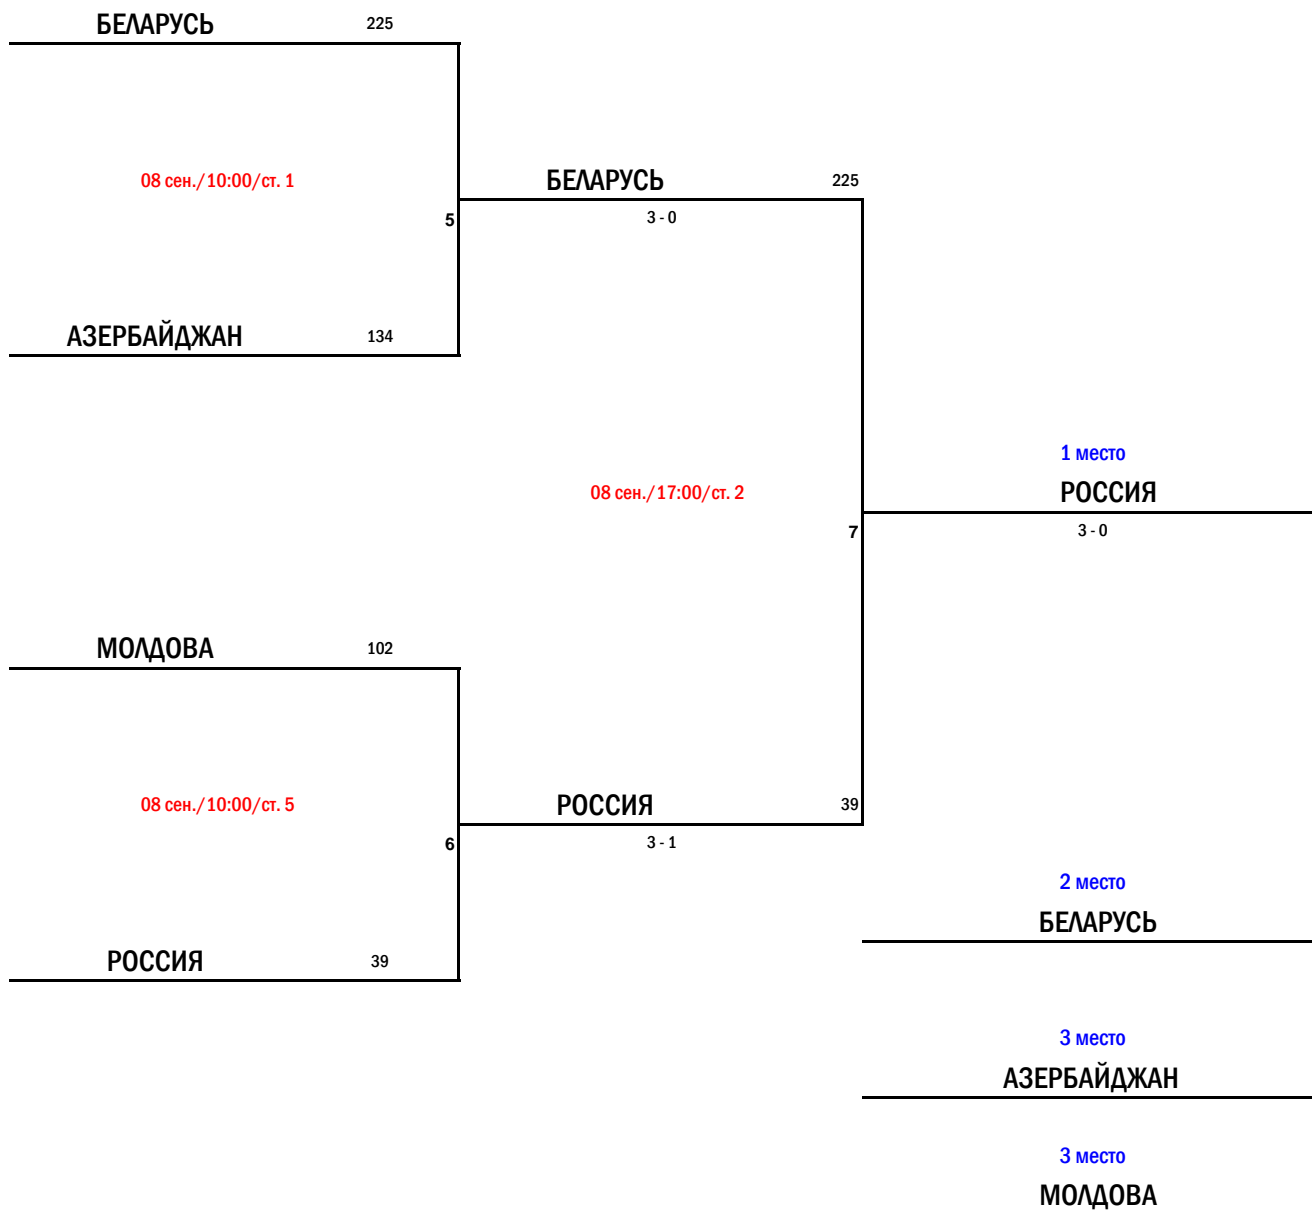 БЕЛАРУСЬ 225
08 сен./10:00/ст. 1
БЕЛАРУСЬ 225
5
3 - 0
АЗЕРБАЙДЖАН 134
1 место
08 сен./17:00/ст. 2
РОССИЯ
7
3 - 0
МОЛДОВА 102
08 сен./10:00/ст. 5
РОССИЯ 39
6
3 - 1
2 место
БЕЛАРУСЬ
РОССИЯ 39
3 место
АЗЕРБАЙДЖАН
3 место
МОЛДОВА